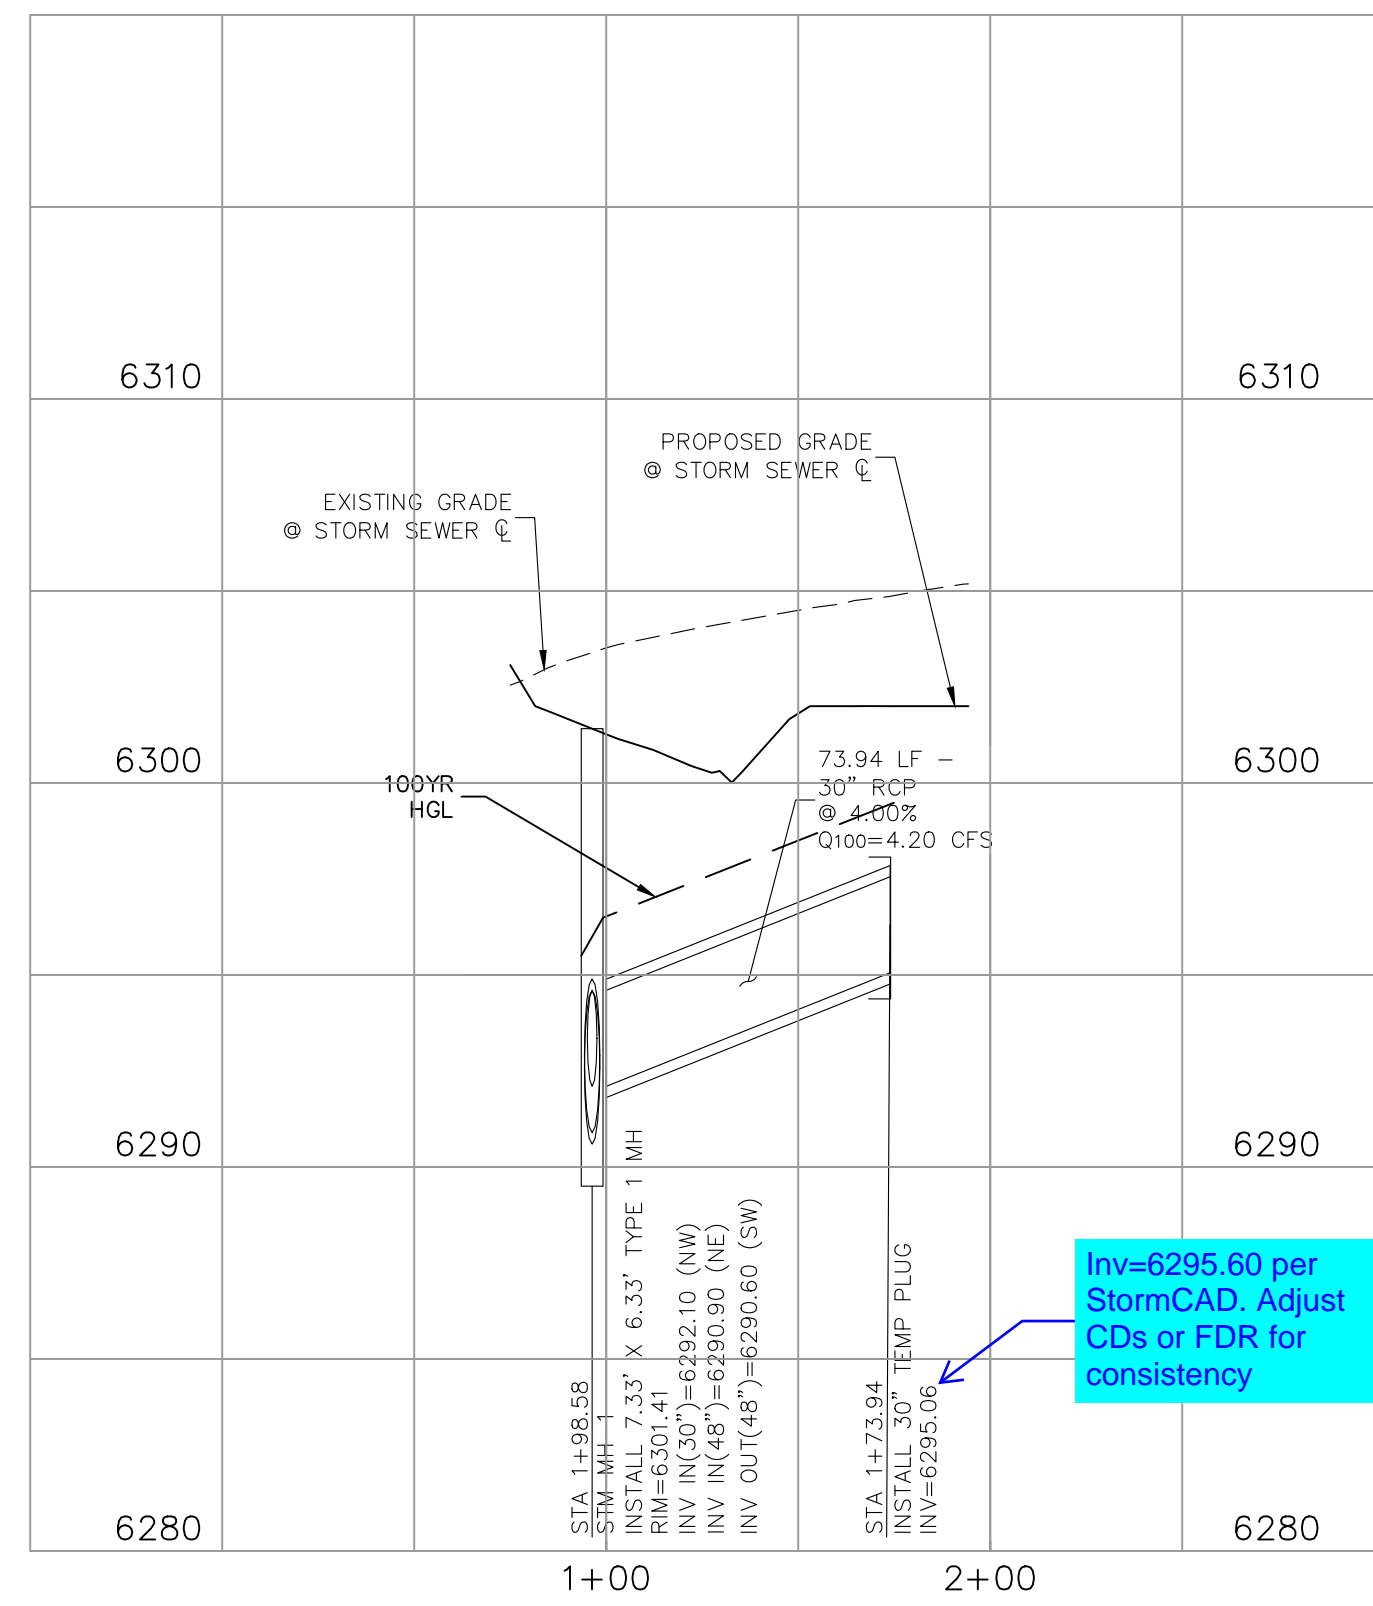 6310
6310
PROPOSED GRADE
@ STORM SEWER ℄
EXISTING GRADE
@ STORM SEWER ℄
6300
6300
73.94 LF –
30" RCP
@ 4.00%
Q100=4.20 CFS
100YR
HGL
6290
6290
STA 1+98.58
STM MH 1
INSTALL 7.33' X 6.33' TYPE 1 MH
RIM=6301.41
INV IN(30")=6292.10 (NW)
INV IN(48")=6290.90 (NE)
INV OUT(48")=6290.60 (SW)
STA 1+73.94
INSTALL 30" TEMP PLUG
INV=6295.06
Inv=6295.60 per
StormCAD. Adjust
CDs or FDR for
consistency
6280
6280
1+00
2+00